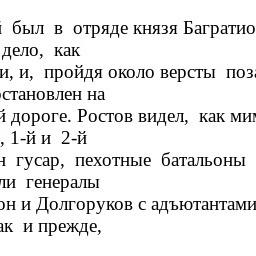 й был в отряде князя Багратио
дело, как
и, и, пройдя около версты поза
остановлен на
й дороге. Ростов видел, как ми
, 1-й и 2-й
н гусар, пехотные батальоны
ли генералы
он и Долгоруков с адъютантами
ак и прежде,